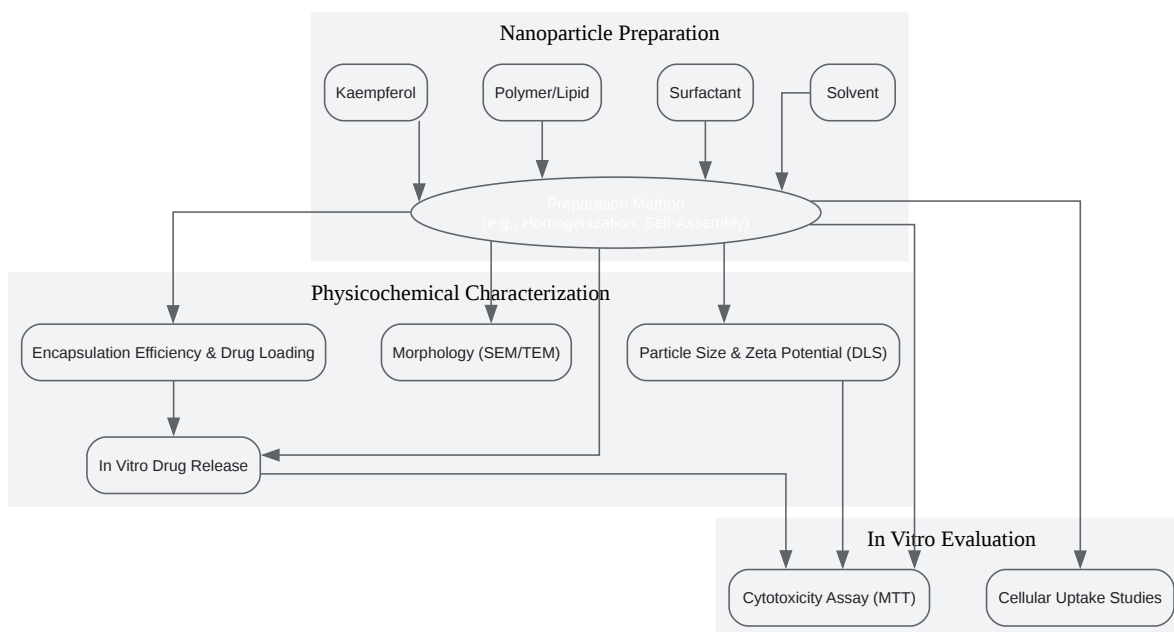 Nanoparticle Preparation
Kaempferol
Polymer/Lipid
Surfactant
Solvent
Preparation Method
(e.g., Homogenization, Self-Assembly)
Physicochemical Characterization
Encapsulation Efficiency & Drug Loading
Morphology (SEM/TEM)
Particle Size & Zeta Potential (DLS)
In Vitro Drug Release
In Vitro Evaluation
Cytotoxicity Assay (MTT)
Cellular Uptake Studies